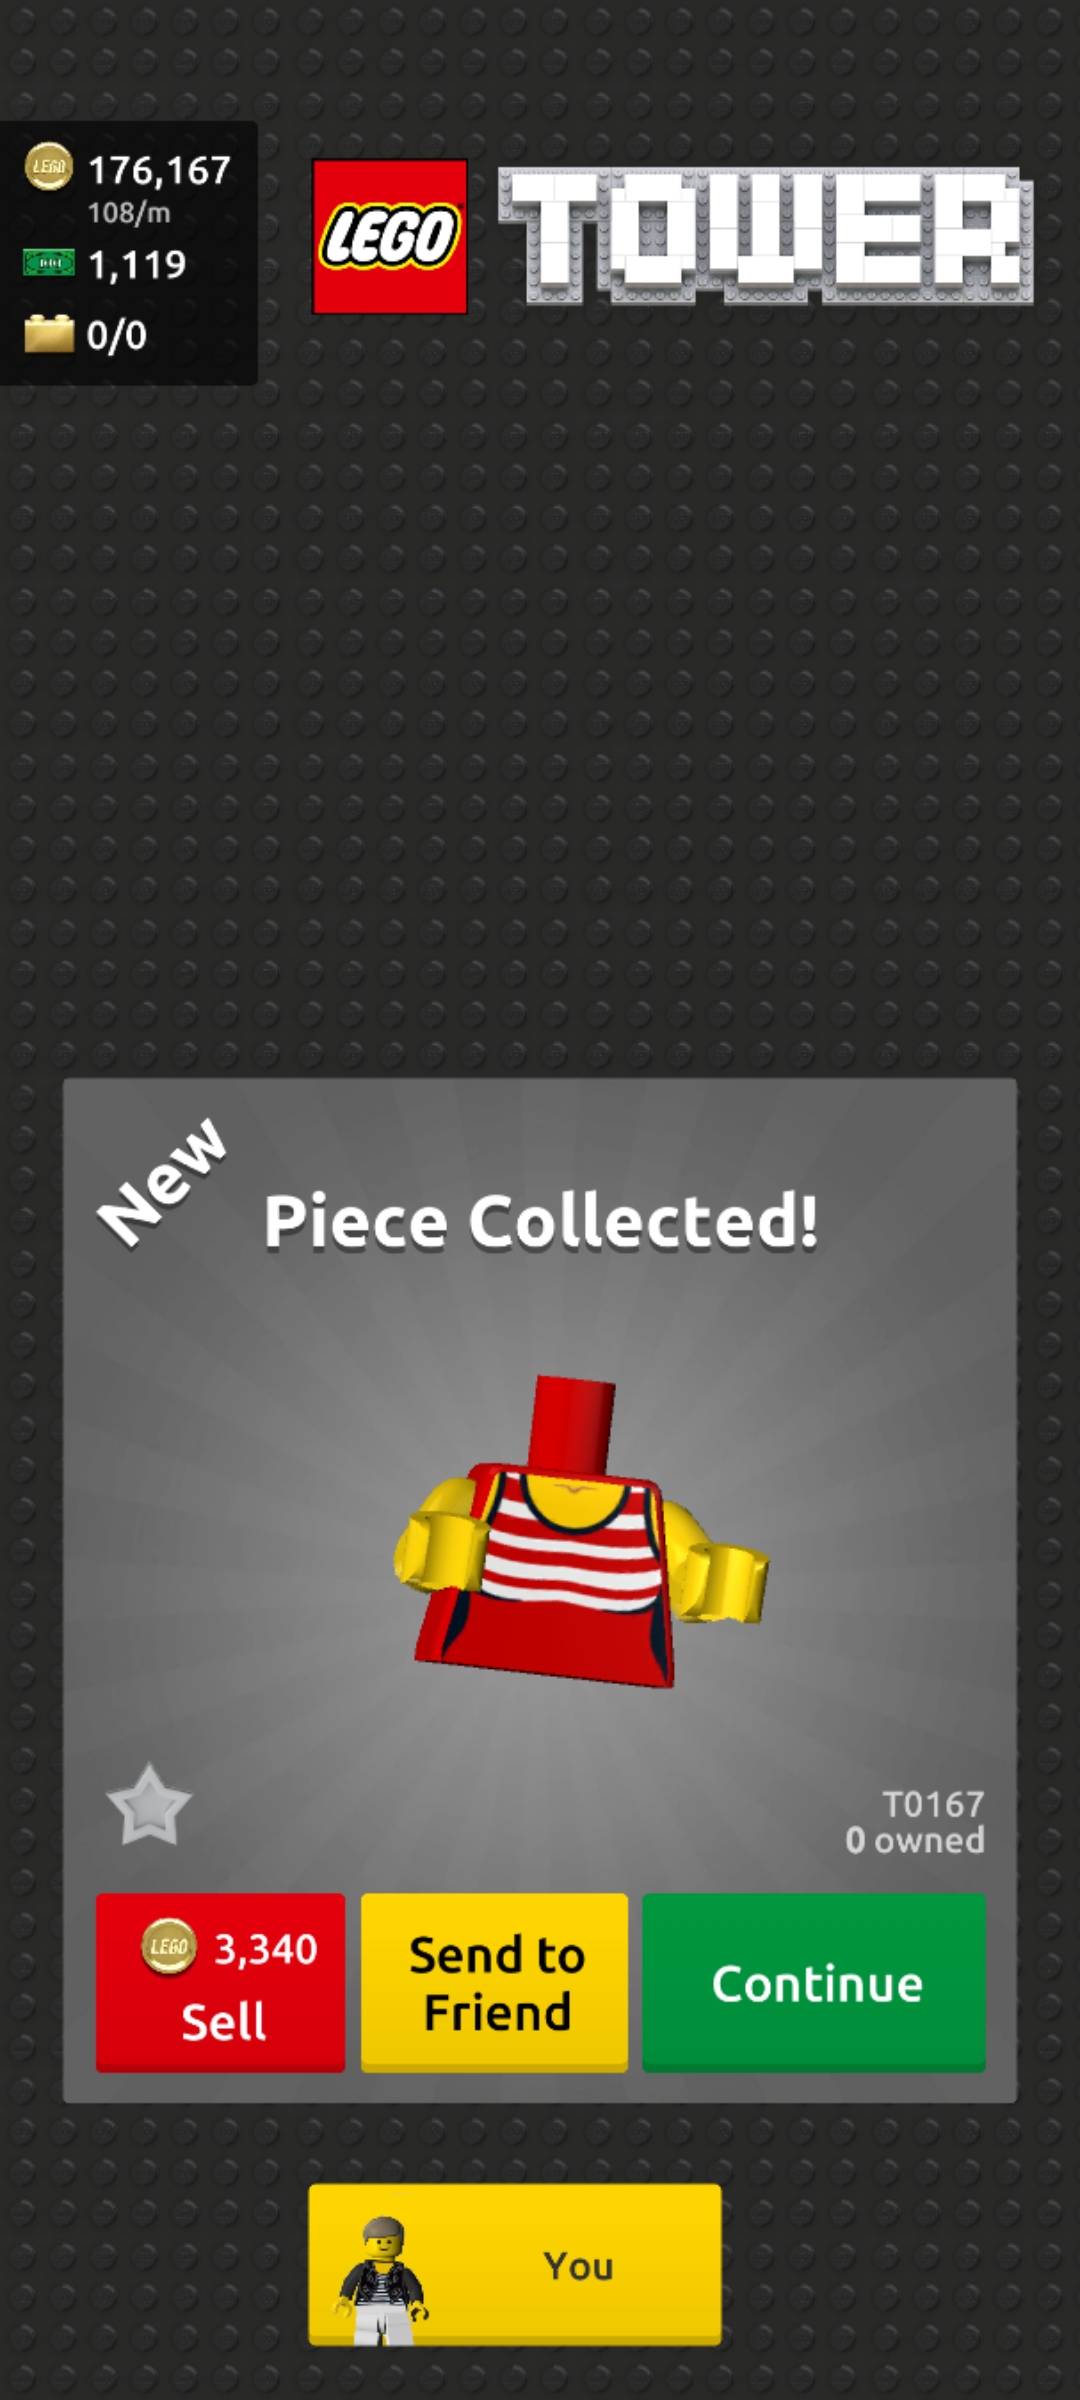 LEGO 176,167
108/m
1,119
0/0
LEGO TOWER
New
Piece Collected!
T0167
0 owned
LEGO 3,340
Sell
Send to
Friend
Continue
You